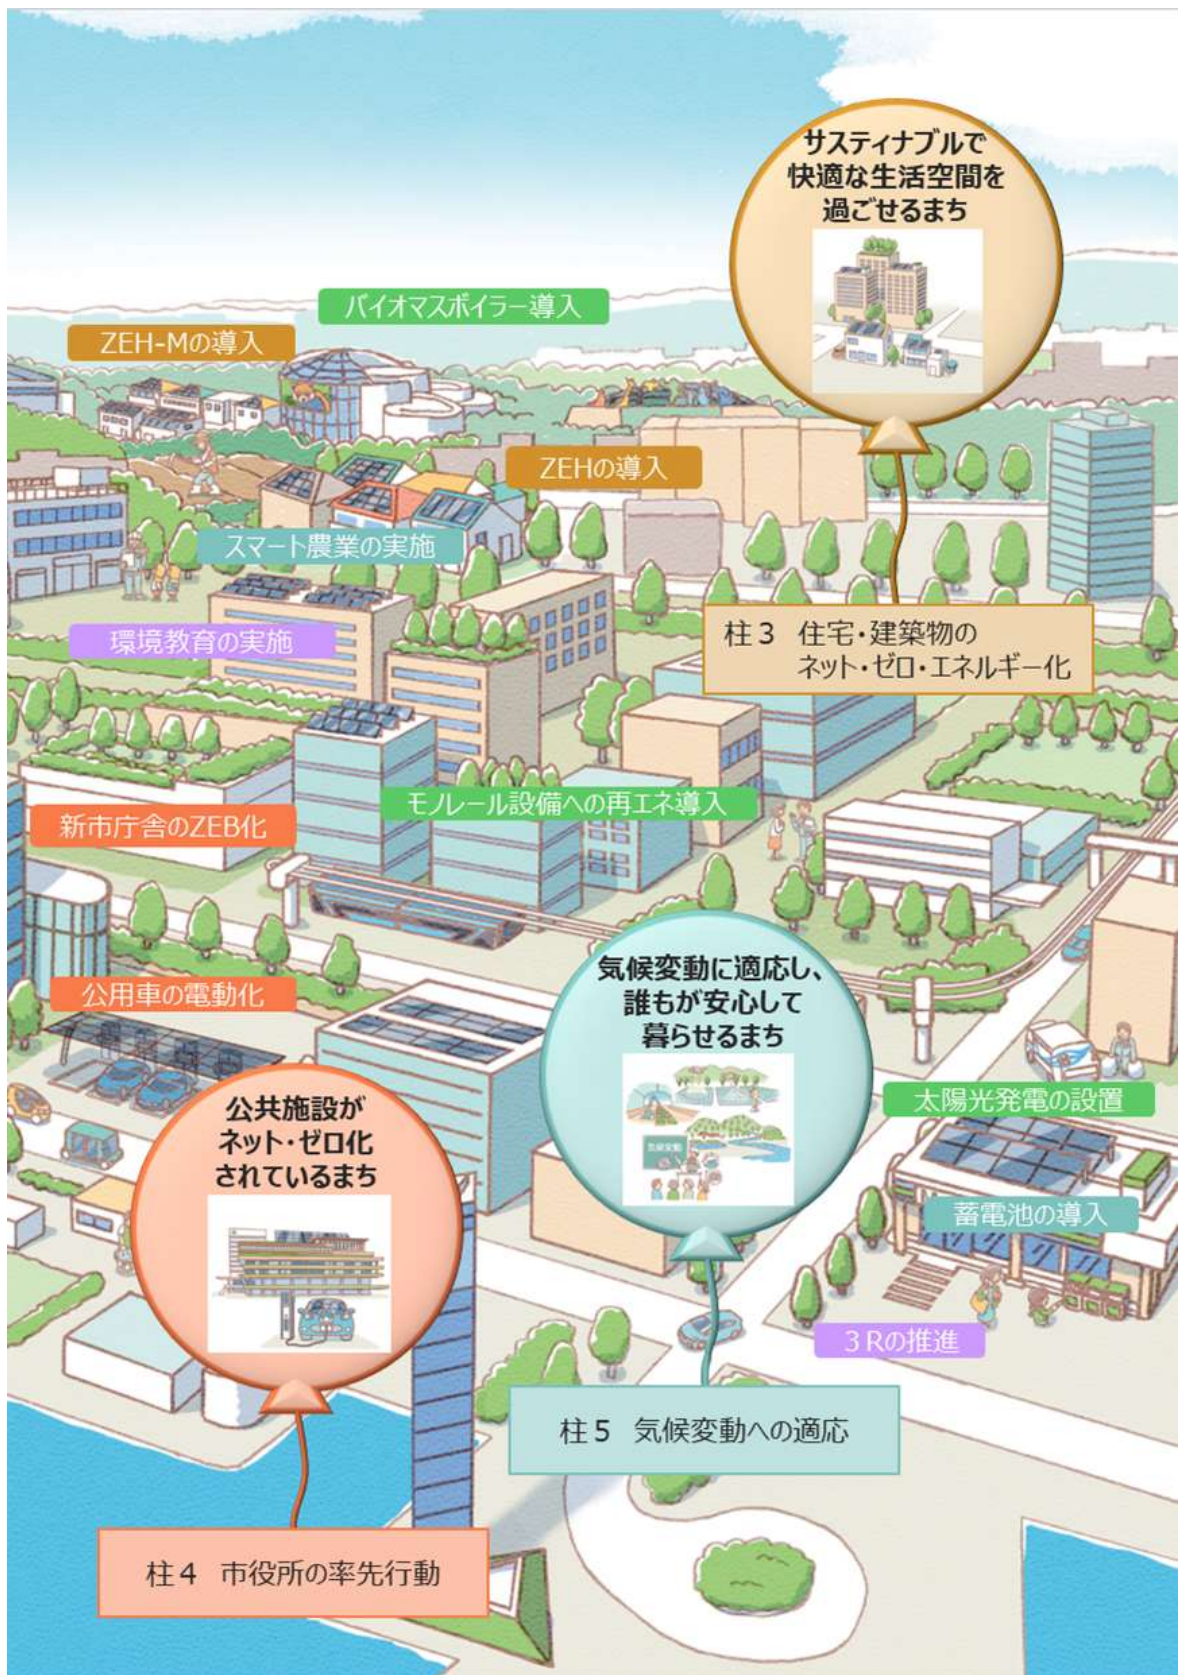 サスティナブルで
快適な生活空間を
過ごせるまち
バイオマスボイラー導入
ZEH-Mの導入
ZEHの導入
スマート農業の実施
環境教育の実施
柱3 住宅・建築物の
ネット・ゼロ・エネルギー化
モノレール設備への再エネ導入
新市庁舎のZEB化
気候変動に適応し、
誰もが安心して
暮らせるまち
気候変動
公用車の電動化
公共施設が
ネット・ゼロ化
されているまち
太陽光発電の設置
蓄電池の導入
3Rの推進
柱5 気候変動への適応
柱4 市役所の率先行動